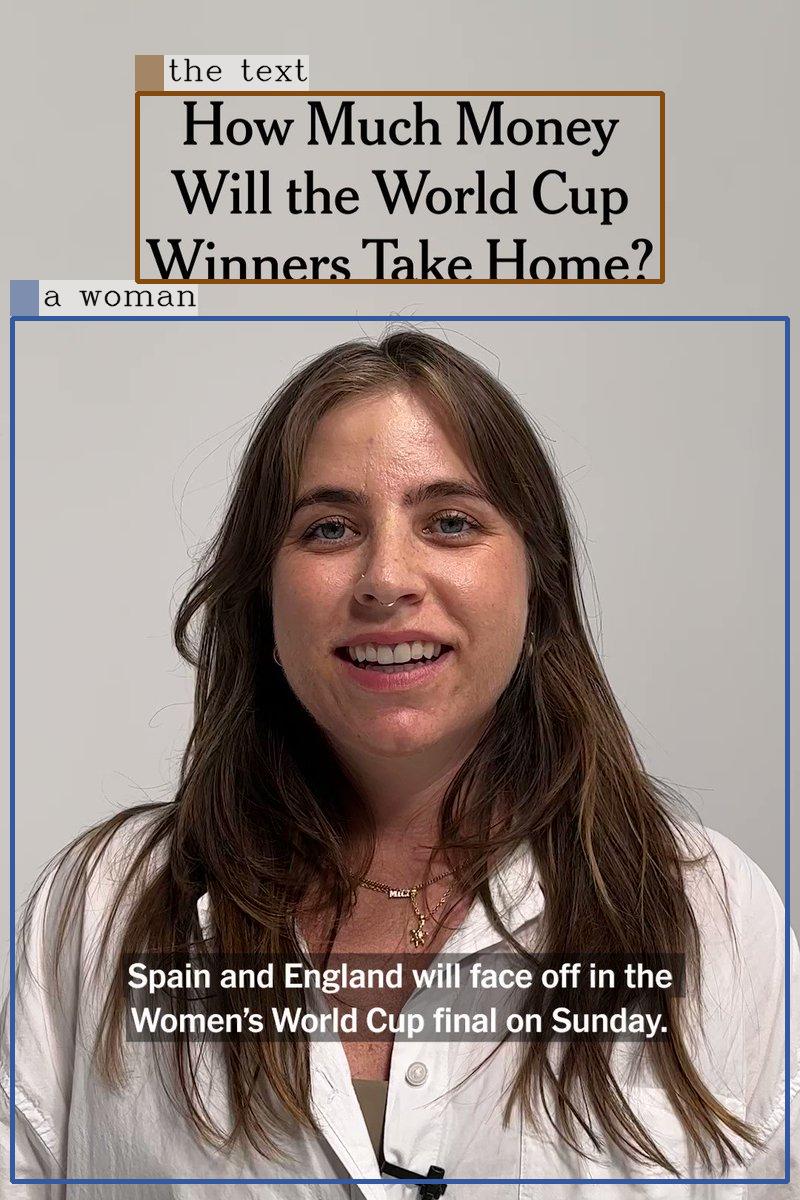 the text
How Much Money
Will the World Cup
Winners Take Home?
a woman
Spain and England will face off in the
Women's World Cup final on Sunday.